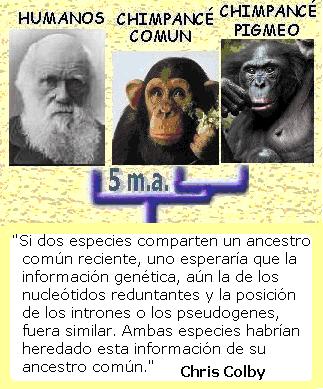 HUMANOS
CHIMPANCÉ
COMUN
CHIMPANCÉ
PIGMEO
5 m.a.
"Si dos especies comparten un ancestro
común reciente, uno esperaría que la
información genética, aún la de los
nucleótidos reduntantes y la posición
de los intrones o los pseudogenes,
fuera similar. Ambas especies habrían
heredado esta información de su
ancestro común."
Chris Colby